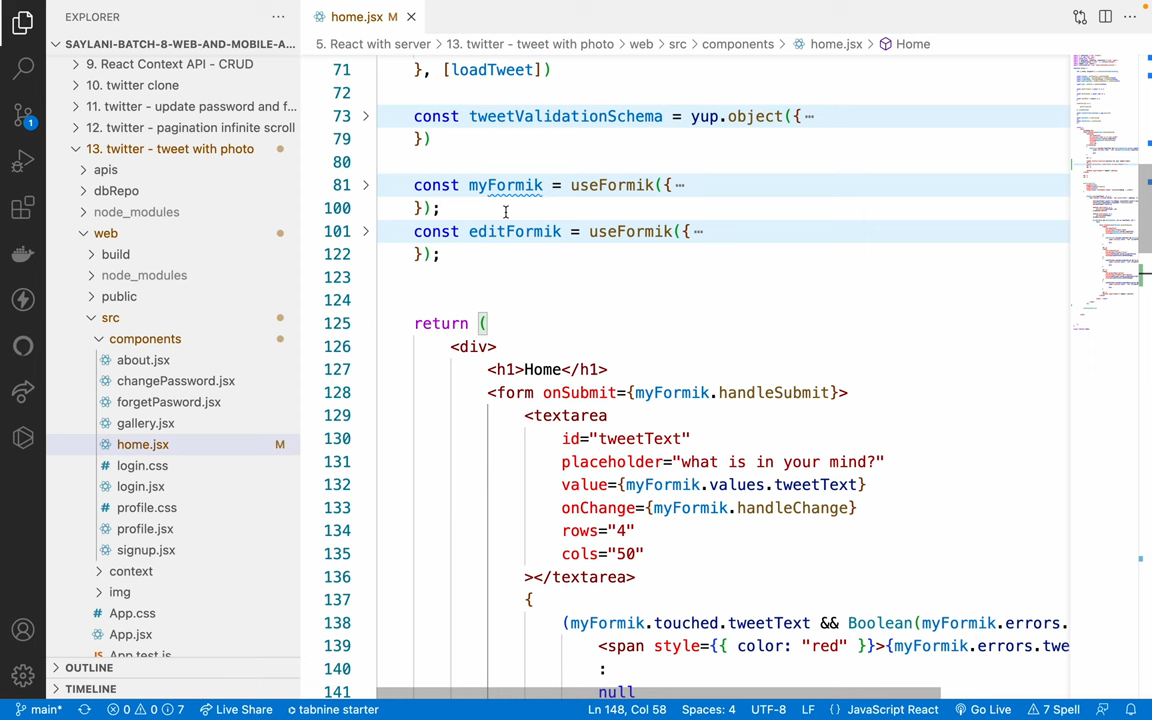 EXPLORER
SAYLANI-BATCH-8-WEB-AND-MOBILE-A...
9. React Context API - CRUD
10. twitter clone
11. twitter - update password and f...
12. twitter - pagination infinite scroll
13. twitter - tweet with photo
apis
dbRepo
node_modules
web
build
node_modules
public
src
components
about.jsx
changePassword.jsx
forgetPasword.jsx
gallery.jsx
home.jsx M
# login.css
login.jsx
# profile.css
profile.jsx
signup.jsx
context
img
# App.css
App.jsx
JS App.test.js
OUTLINE
TIMELINE
home.jsx M
5. React with server > 13. twitter - tweet with photo > web > src > components > home.jsx > Home
71 }, [loadTweet])
72
73 const tweetValidationSchema = yup.object({…
79 })
80
81 const myFormik = useFormik({…
100 });
101 const editFormik = useFormik({…
122 });
123
124
125 return (
126 <div>
127 <h1>Home</h1>
128 <form onSubmit={myFormik.handleSubmit}>
129 <textarea
130 id="tweetText"
131 placeholder="what is in your mind?"
132 value={myFormik.values.tweetText}
133 onChange={myFormik.handleChange}
134 rows="4"
135 cols="50"
136 ></textarea>
137 {
138 (myFormik.touched.tweetText && Boolean(myFormik.errors.
139 <span style={{ color: "red" }}>{myFormik.errors.twe
140 :
141 null
1
main* 0 0 7 Live Share tabnine starter Ln 148, Col 58 Spaces: 4 UTF-8 LF {} JavaScript React Go Live 7 Spell